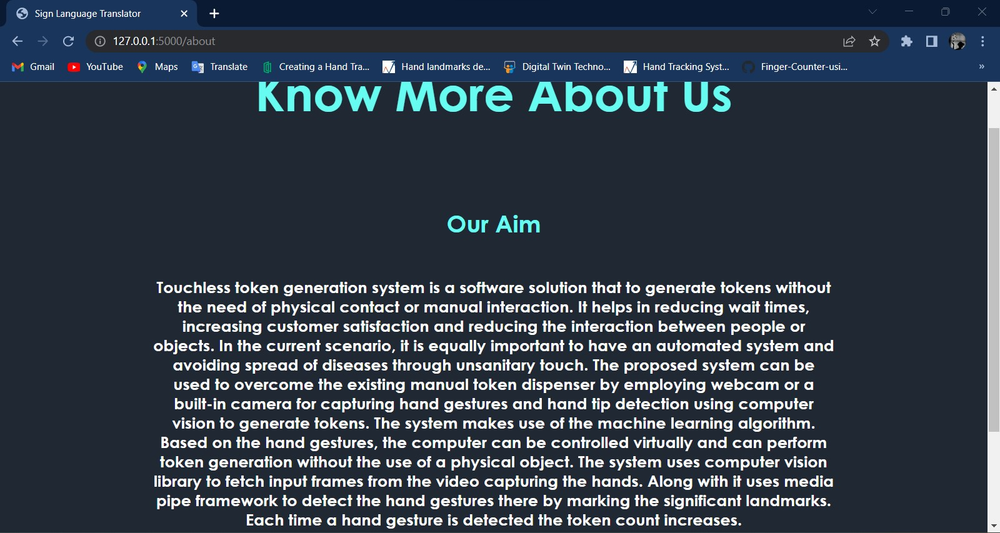 Sign Language Translator
127.0.0.1:5000/about
Gmail YouTube Maps Translate Creating a Hand Tra... Hand landmarks de... Digital Twin Techno... Hand Tracking Syst... Finger-Counter-usi... »
Know More About Us
Our Aim
Touchless token generation system is a software solution that to generate tokens without
the need of physical contact or manual interaction. It helps in reducing wait times,
increasing customer satisfaction and reducing the interaction between people or
objects. In the current scenario, it is equally important to have an automated system and
avoiding spread of diseases through unsanitary touch. The proposed system can be
used to overcome the existing manual token dispenser by employing webcam or a
built-in camera for capturing hand gestures and hand tip detection using computer
vision to generate tokens. The system makes use of the machine learning algorithm.
Based on the hand gestures, the computer can be controlled virtually and can perform
token generation without the use of a physical object. The system uses computer vision
library to fetch input frames from the video capturing the hands. Along with it uses media
pipe framework to detect the hand gestures there by marking the significant landmarks.
Each time a hand gesture is detected the token count increases.